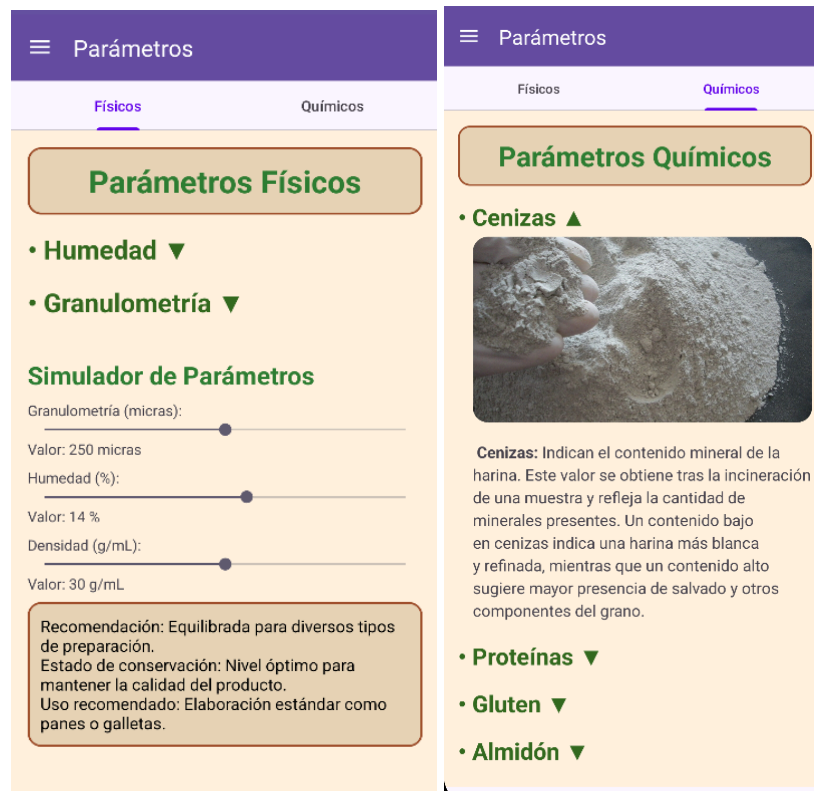 Parámetros
Físicos
Químicos
Parámetros Físicos
• Humedad ▼
• Granulometría ▼
Simulador de Parámetros
Granulometría (micras):
Valor: 250 micras
Humedad (%):
Valor: 14 %
Densidad (g/mL):
Valor: 30 g/mL
Recomendación: Equilibrada para diversos tipos
de preparación.
Estado de conservación: Nivel óptimo para
mantener la calidad del producto.
Uso recomendado: Elaboración estándar como
panes o galletas.
Parámetros
Físicos
Químicos
Parámetros Químicos
• Cenizas ▲
Cenizas: Indican el contenido mineral de la
harina. Este valor se obtiene tras la incineración
de una muestra y refleja la cantidad de
minerales presentes. Un contenido bajo
en cenizas indica una harina más blanca
y refinada, mientras que un contenido alto
sugiere mayor presencia de salvado y otros
componentes del grano.
• Proteínas ▼
• Gluten ▼
• Almidón ▼